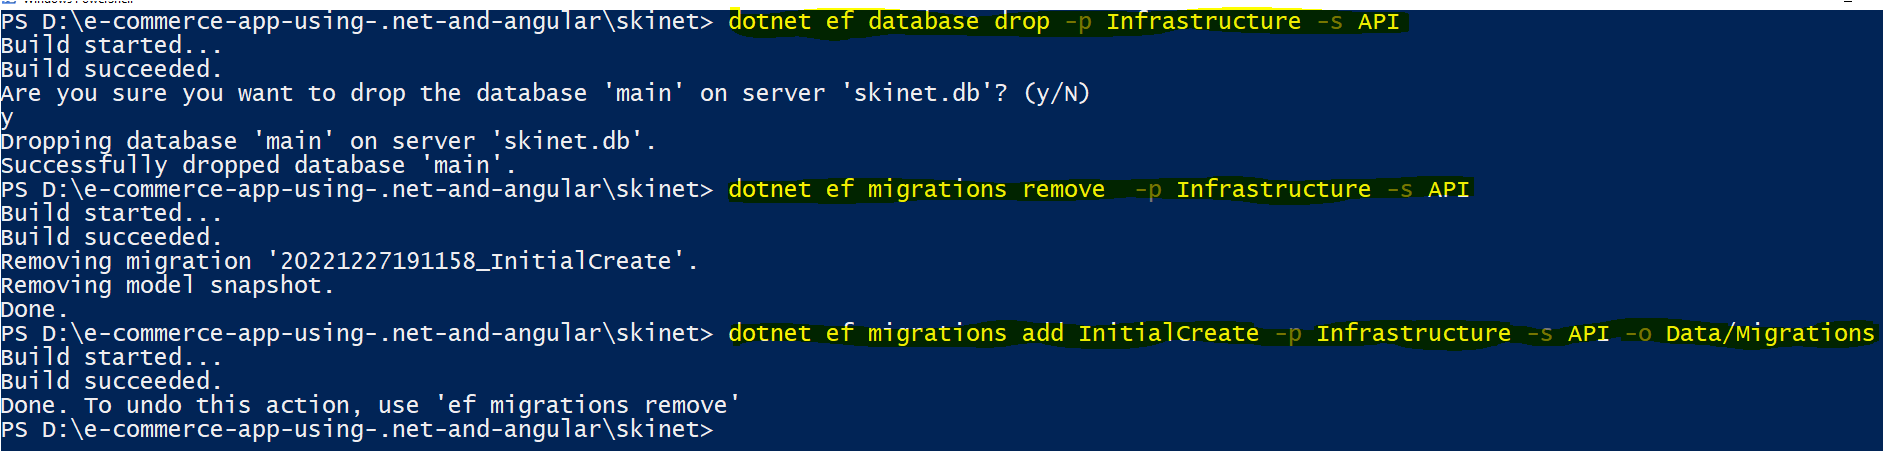 PS D:\e-commerce-app-using-.net-and-angular\skinet> dotnet ef database drop -p Infrastructure -s API
Build started...
Build succeeded.
Are you sure you want to drop the database 'main' on server 'skinet.db'? (y/N)
y
Dropping database 'main' on server 'skinet.db'.
Successfully dropped database 'main'.
PS D:\e-commerce-app-using-.net-and-angular\skinet> dotnet ef migrations remove  -p Infrastructure -s API
Build started...
Build succeeded.
Removing migration '20221227191158_InitialCreate'.
Removing model snapshot.
Done.
PS D:\e-commerce-app-using-.net-and-angular\skinet> dotnet ef migrations add InitialCreate -p Infrastructure -s API -o Data/Migrations
Build started...
Build succeeded.
Done. To undo this action, use 'ef migrations remove'
PS D:\e-commerce-app-using-.net-and-angular\skinet>